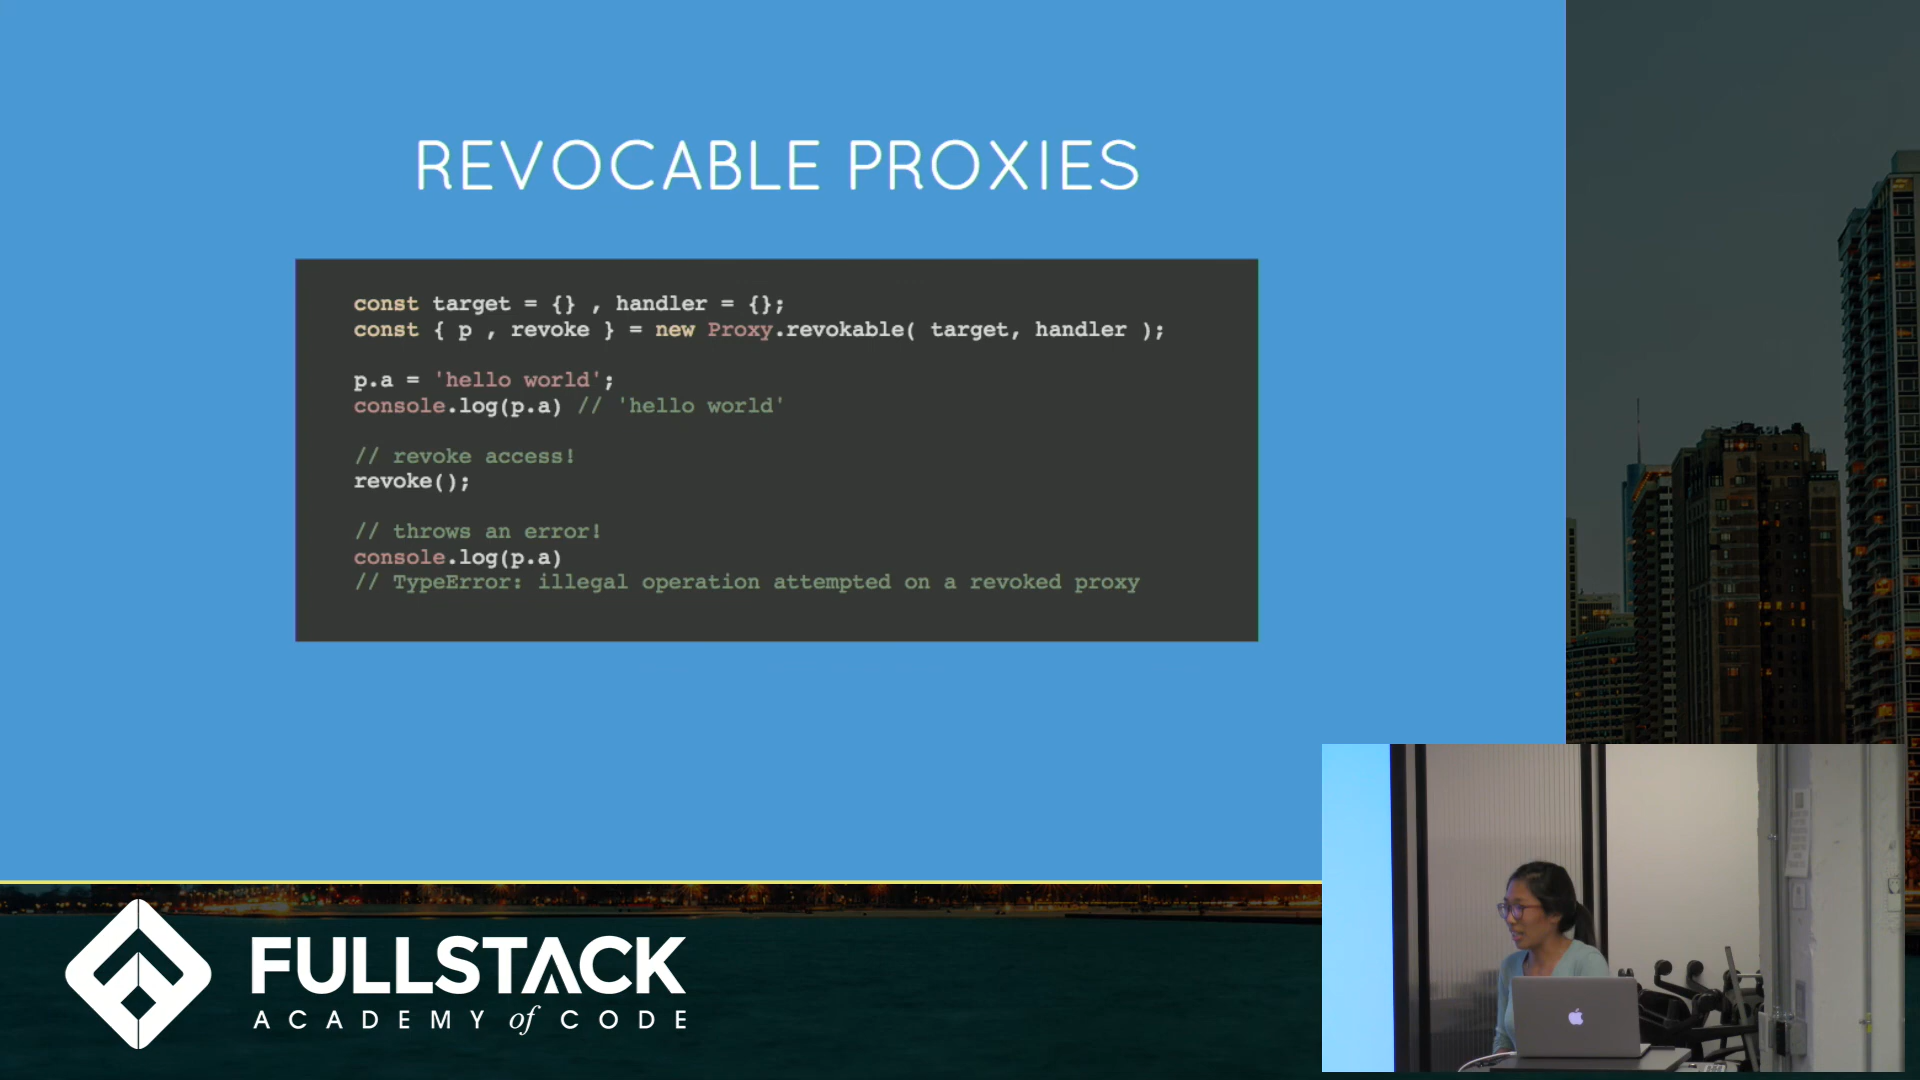 REVOCABLE PROXIES
const target = {} , handler = {};
const { p , revoke } = new Proxy.revokable( target, handler );
p.a = 'hello world';
console.log(p.a) // 'hello world'
// revoke access!
revoke();
// throws an error!
console.log(p.a)
// TypeError: illegal operation attempted on a revoked proxy
FULLSTACK
ACADEMY of CODE